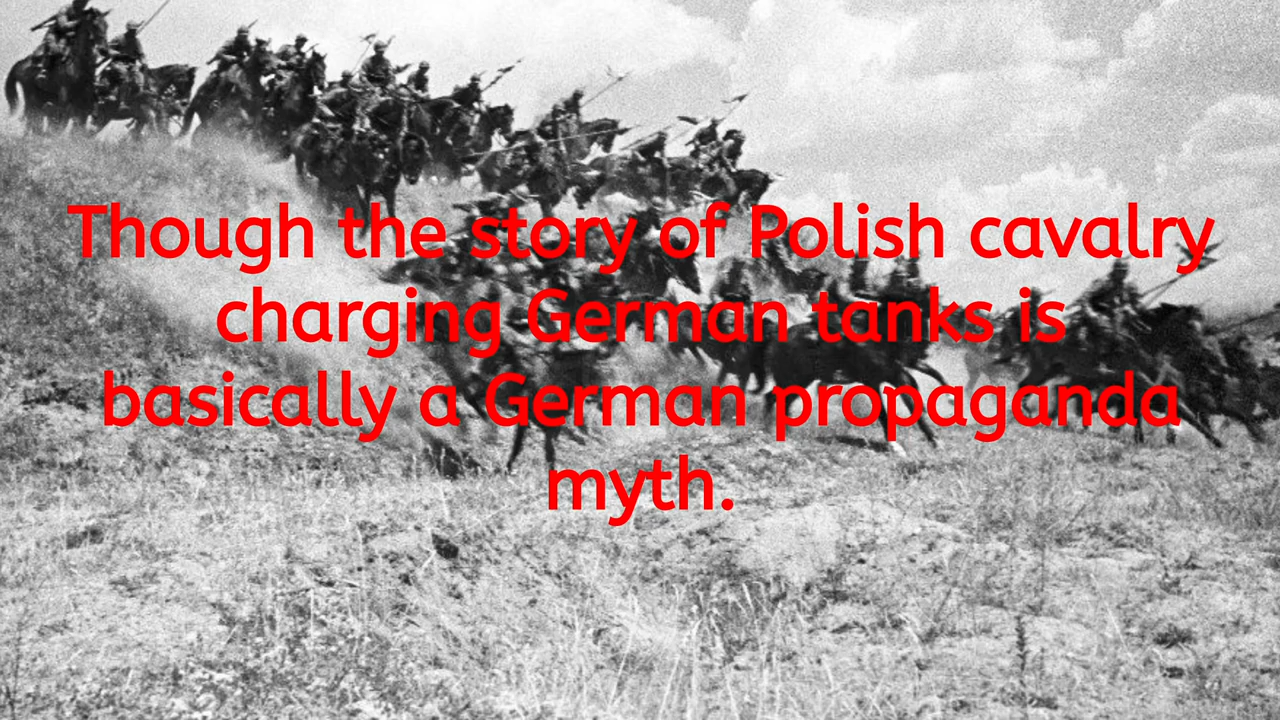 Though the story of Polish cavalry
charging German tanks is
basically a German propaganda
myth.